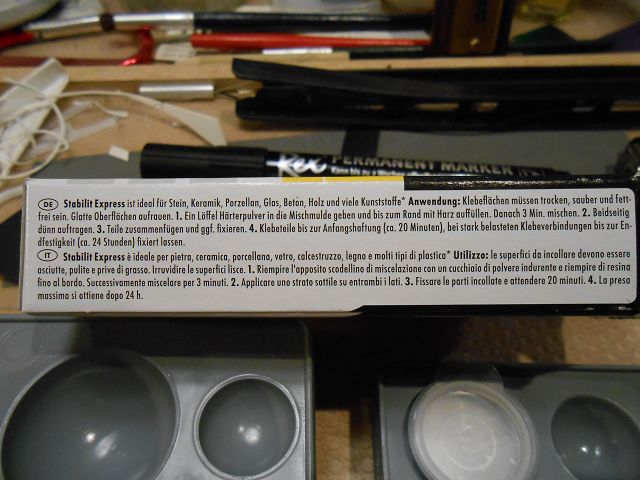 Rex PERMANENT MARKER
DE Stabilit Express ist ideal für Stein, Keramik, Porzellan, Glas, Beton, Holz und viele Kunststoffe* Anwendung: Klebeflächen müssen trocken, sauber und fett-
frei sein. Glatte Oberflächen aufrauen. 1. Ein Löffel Härterpulver in die Mischmulde geben und bis zum Rand mit Harz auffüllen. Danach 3 Min. mischen. 2. Beidseitig
dünn auftragen. 3. Teile zusammenfügen und ggf. fixieren. 4. Klebeteile bis zur Anfangshaftung (ca. 20 Minuten), bei stark belasteten Klebeverbindungen bis zur En-
dfestigkeit (ca. 24 Stunden) fixiert lassen.
IT Stabilit Express è ideale per pietra, ceramica, porcellana, vetro, calcestruzzo, legno e molti tipi di plastica* Utilizzo: le superfici da incollare devono essere
asciutte, pulite e prive di grasso. Irruvidire le superfici lisce. 1. Riempire l'apposito scodellino di miscelazione con un cucchiaio di polvere indurente e riempire di resina
fino al bordo. Successivamente miscelare per 3 minuti. 2. Applicare uno strato sottile su entrambi i lati. 3. Fissare le parti incollate e attendere 20 minuti. 4. La presa
massima si ottiene dopo 24 h.